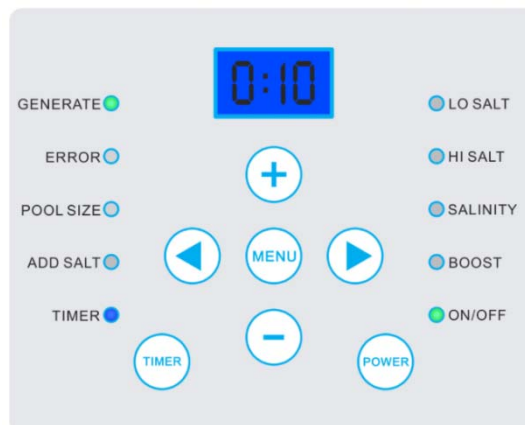 0:10
GENERATE
LO SALT
ERROR
HI SALT
+
POOL SIZE
SALINITY
ADD SALT
MENU
BOOST
TIMER
ON/OFF
−
TIMER
POWER